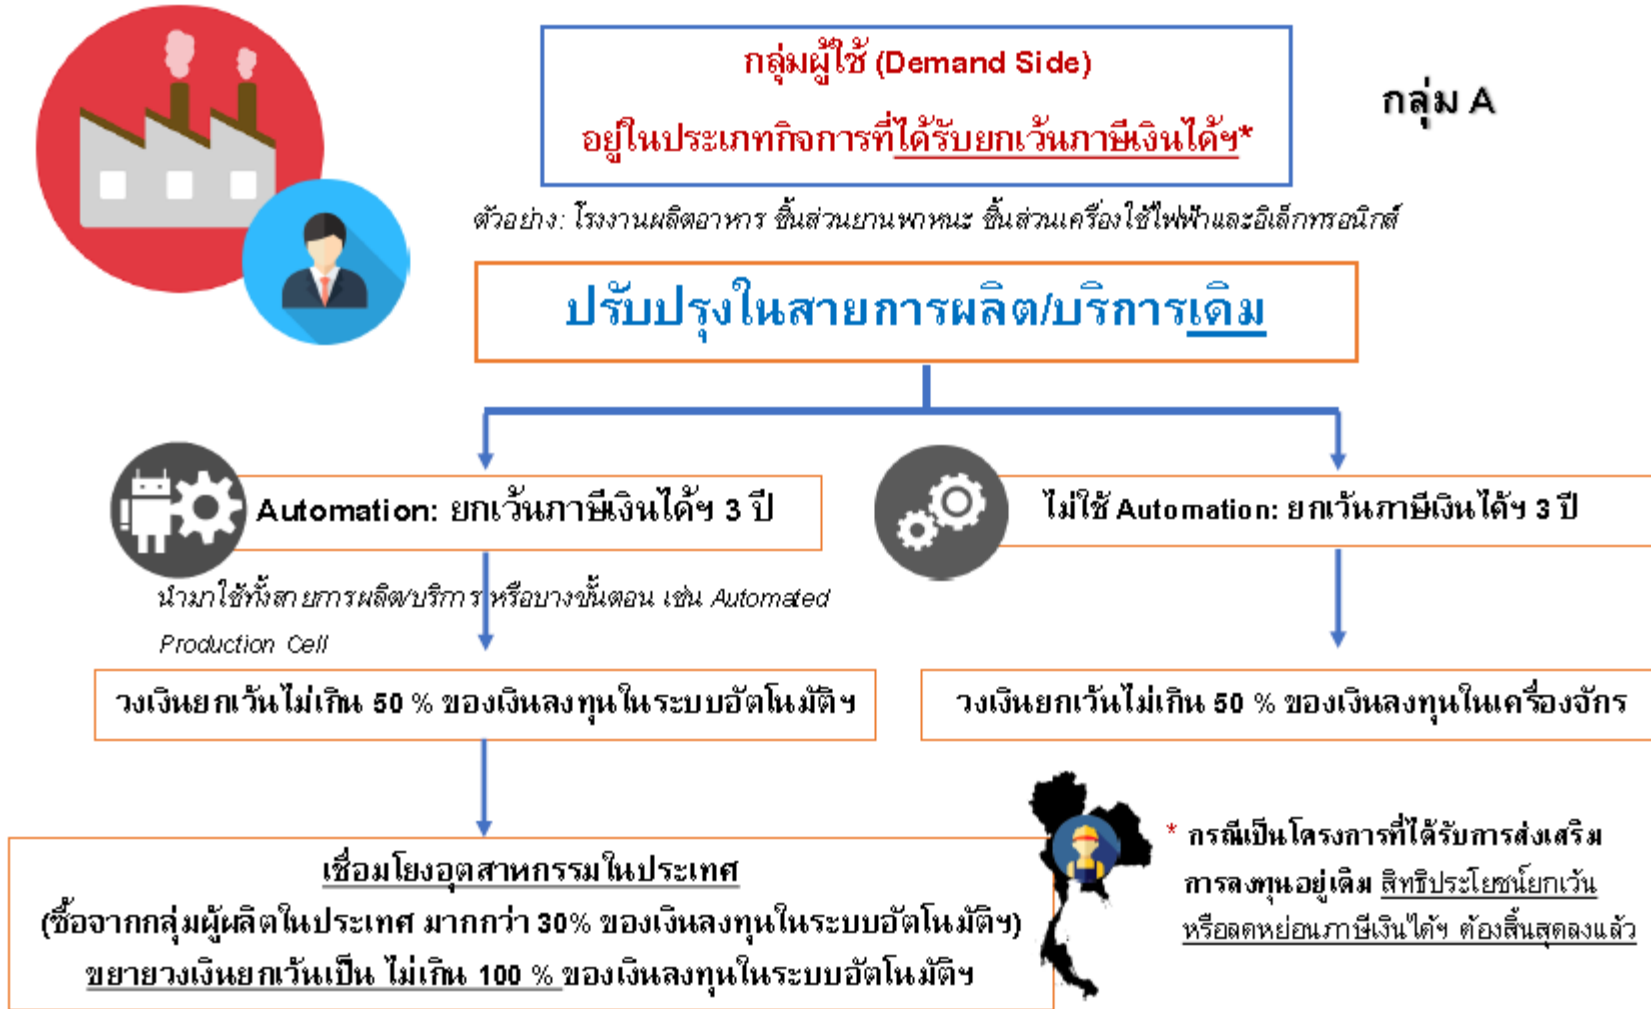 กลุ่มผู้ใช้ (Demand Side)
อยู่ในประเภทกิจการที่ได้รับยกเว้นภาษีเงินได้ฯ*
กลุ่ม A
ตัวอย่าง: โรงงานผลิตอาหาร ชิ้นส่วนยานพาหนะ ชิ้นส่วนเครื่องใช้ไฟฟ้าและอิเล็กทรอนิกส์
ปรับปรุงในสายการผลิต/บริการเดิม
Automation: ยกเว้นภาษีเงินได้ฯ 3 ปี
ไม่ใช้ Automation: ยกเว้นภาษีเงินได้ฯ 3 ปี
นำมาใช้ทั้งสายการผลิต/บริการ หรือบางขั้นตอน เช่น Automated
Production Cell
วงเงินยกเว้นไม่เกิน 50 % ของเงินลงทุนในระบบอัตโนมัติฯ
วงเงินยกเว้นไม่เกิน 50 % ของเงินลงทุนในเครื่องจักร
เชื่อมโยงอุตสาหกรรมในประเทศ
(ซื้อจากกลุ่มผู้ผลิตในประเทศ มากกว่า 30% ของเงินลงทุนในระบบอัตโนมัติฯ)
ขยายวงเงินยกเว้นเป็น ไม่เกิน 100 % ของเงินลงทุนในระบบอัตโนมัติฯ
* กรณีเป็นโครงการที่ได้รับการส่งเสริม
การลงทุนอยู่เดิม สิทธิประโยชน์ยกเว้น
หรือลดหย่อนภาษีเงินได้ฯ ต้องสิ้นสุดลงแล้ว